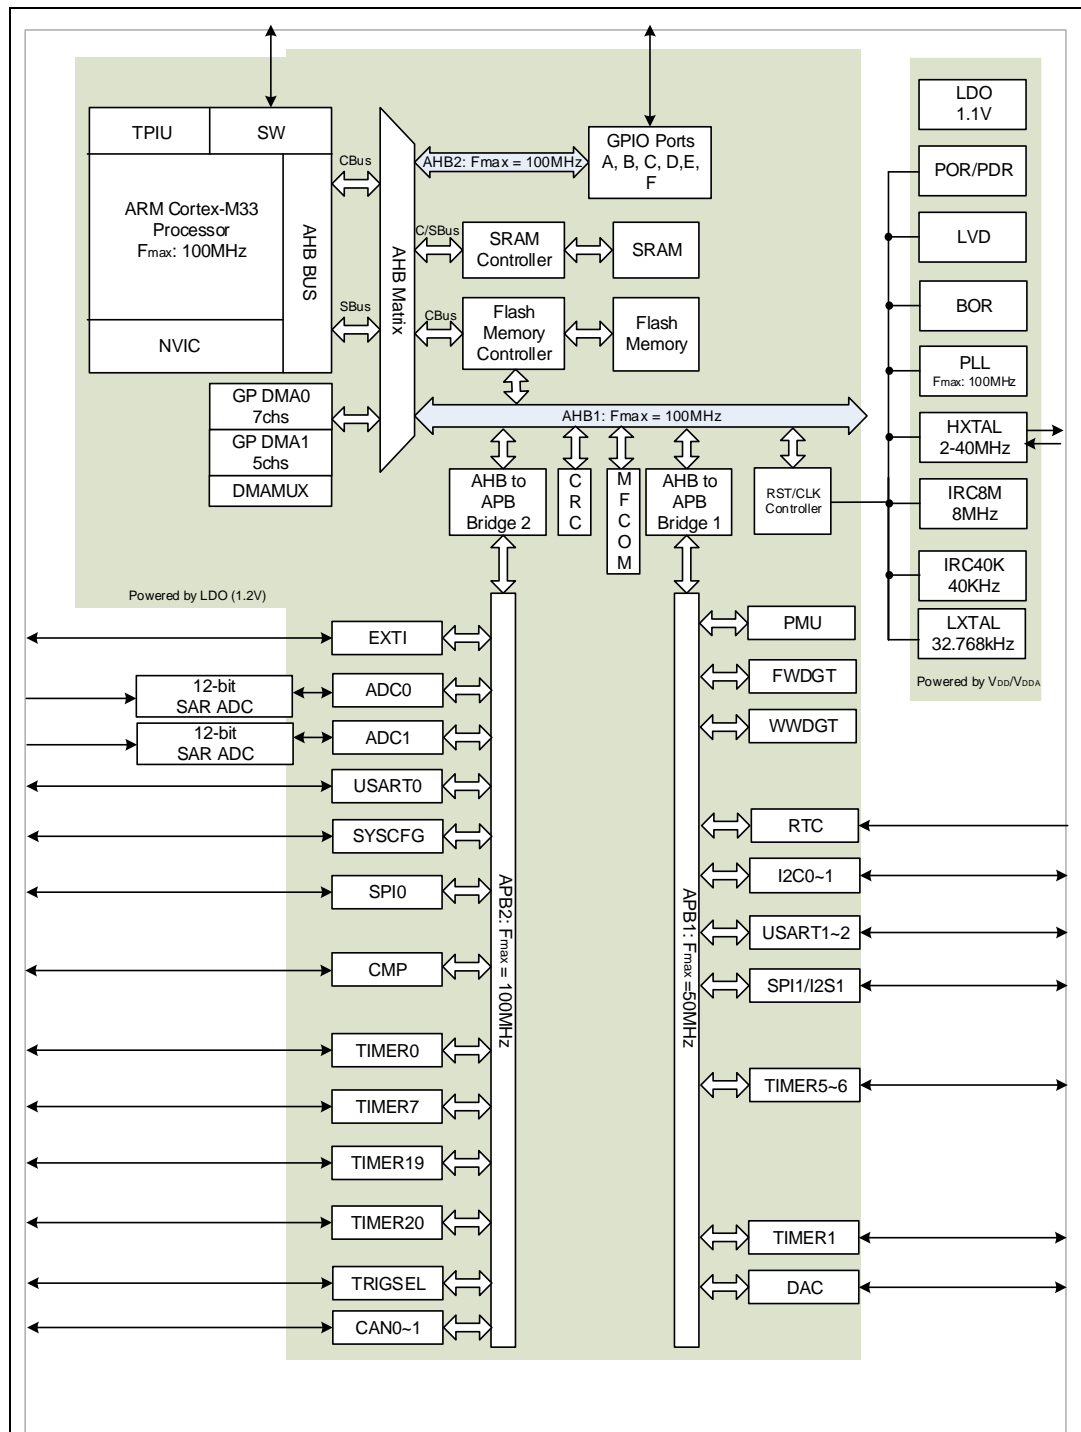 TPIU
SW
ARM Cortex-M33
Processor
Fmax: 100MHz
AHB BUS
NVIC
GP DMA0
7chs
GP DMA1
5chs
DMAMUX
CBus
SBus
AHB Matrix
AHB2: Fmax = 100MHz
GPIO Ports
A, B, C, D,E,
F
C/SBus
SRAM
Controller
SRAM
CBus
Flash
Memory
Controller
Flash
Memory
AHB1: Fmax = 100MHz
AHB to
APB
Bridge 2
C
R
C
M
F
C
O
M
AHB to
APB
Bridge 1
RST/CLK
Controller
LDO
1.1V
POR/PDR
LVD
BOR
PLL
Fmax: 100MHz
HXTAL
2-40MHz
IRC8M
8MHz
IRC40K
40KHz
LXTAL
32.768kHz
Powered by VDD/VDDA
Powered by LDO (1.2V)
EXTI
12-bit
SAR ADC
ADC0
12-bit
SAR ADC
ADC1
USART0
SYSCFG
SPI0
CMP
TIMER0
TIMER7
TIMER19
TIMER20
TRIGSEL
CAN0~1
APB2: Fmax = 100MHz
APB1: Fmax =50MHz
PMU
FWDGT
WWDGT
RTC
I2C0~1
USART1~2
SPI1/I2S1
TIMER5~6
TIMER1
DAC